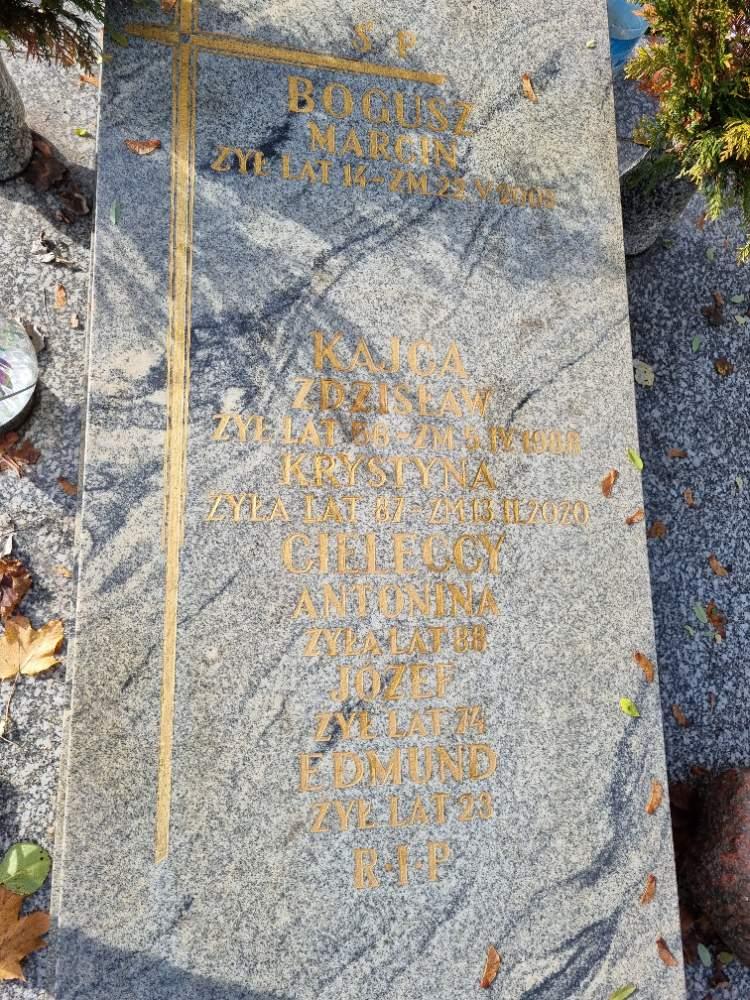 Ś P
BOGUSZ
MARCIN
ŻYŁ LAT 14 - ZM. 22 V 2005
KAJCA
ZDZISŁAW
ŻYŁ LAT 56 - ZM. 5 IV 1988
KRYSTYNA
ŻYŁA LAT 87 - ZM 13 II 2020
CIELECCY
ANTONINA
ŻYŁA LAT 88
JÓZEF
ŻYŁ LAT 74
EDMUND
ŻYŁ LAT 23
R·I·P